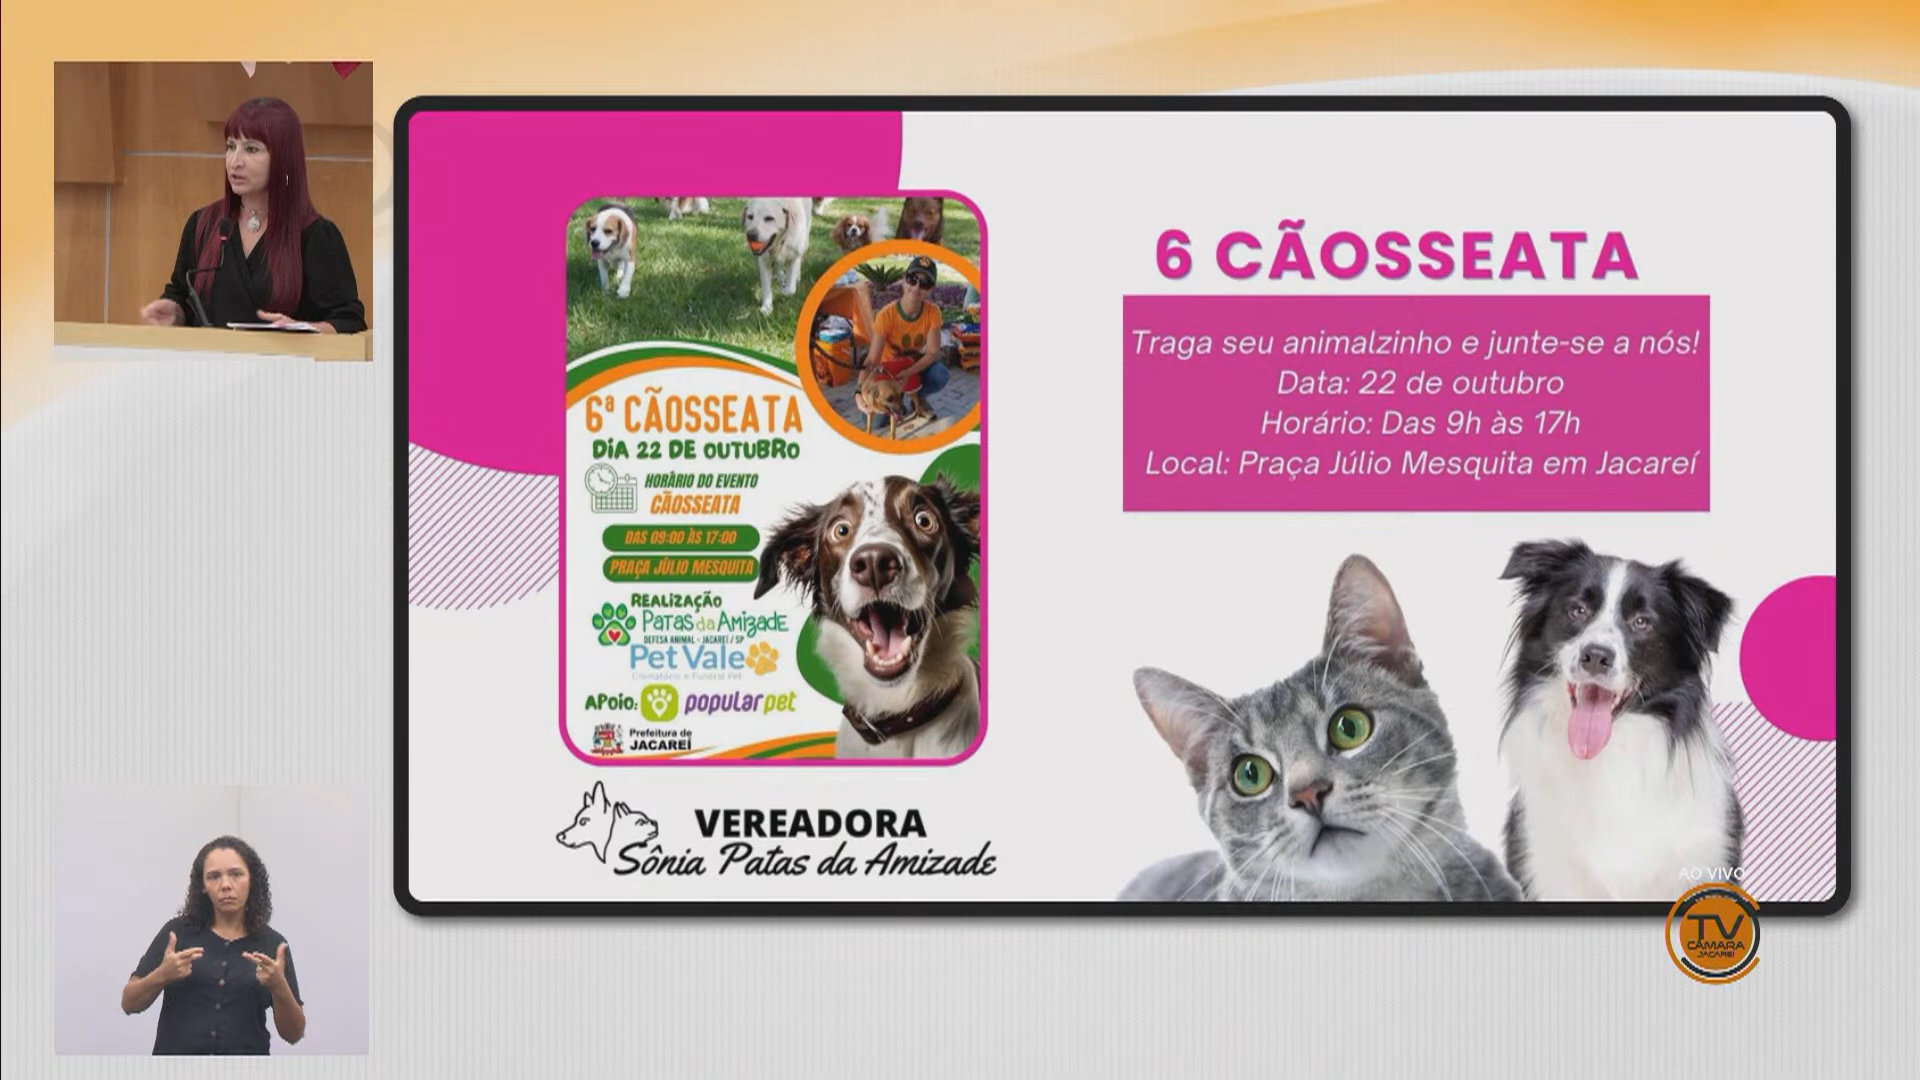 6ª CÃOSSEATA
DIA 22 DE OUTUBRO
HORÁRIO DO EVENTO
CÃOSSEATA
DAS 09:00 ÀS 17:00
PRAÇA JÚLIO MESQUITA
REALIZAÇÃO
PATAS da AMIZADE
DEFESA ANIMAL - JACAREÍ / SP
Pet Vale
Crematório e Funeral Pet
APOIO: popularpet
Prefeitura de
JACAREÍ
VEREADORA
Sônia Patas da Amizade
6 CÃOSSEATA
Traga seu animalzinho e junte-se a nós!
Data: 22 de outubro
Horário: Das 9h às 17h
Local: Praça Júlio Mesquita em Jacareí
AO VIVO
TV
CÂMARA
JACAREÍ